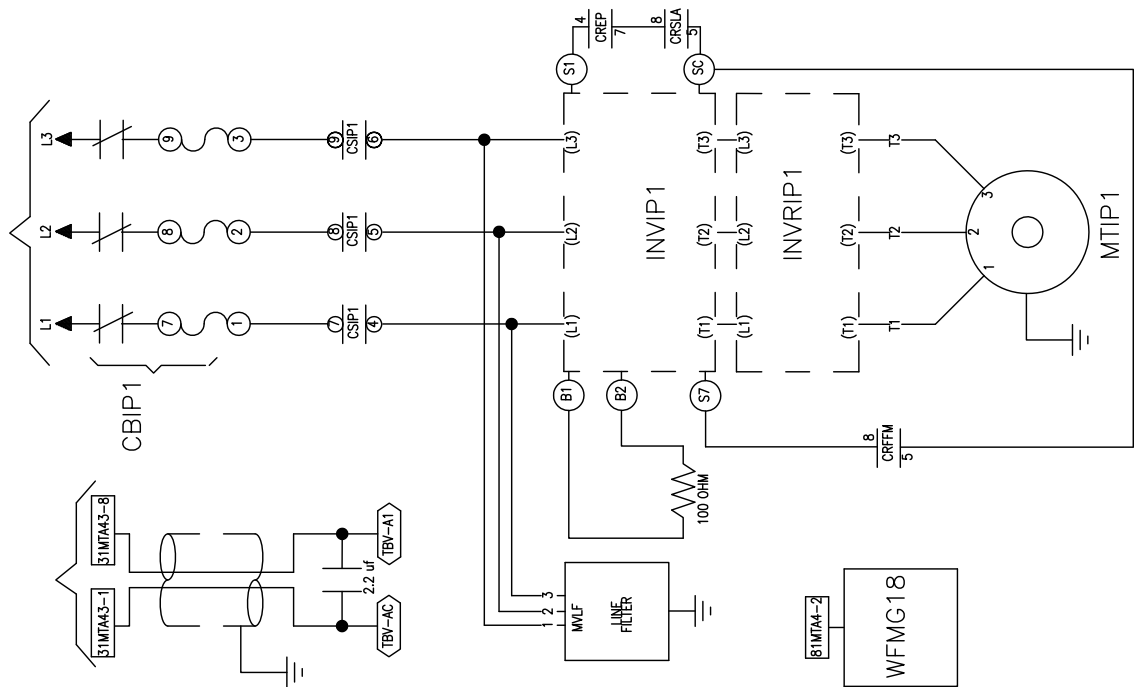 L1
L2
L3
CBIP1
7
8
9
1
2
3
7
8
9
CSIP1
CSIP1
CSIP1
4
5
6
31MTA43-1
31MTA43-8
2.2 uf
TBV-AC
TBV-A1
4
CREP
7
8
CRSLA
5
S1
SC
(L1)
(L2)
(L3)
B1
B2
INVIP1
S7
(T1)
(T2)
(T3)
(L1)
(L2)
(L3)
INVRIP1
(T1)
(T2)
(T3)
T1
T2
T3
1
2
3
MTIP1
100 OHM
8
CRFFM
5
1
2
3
MVLF
LINE
FILTER
81MTA4-2
WFMG18